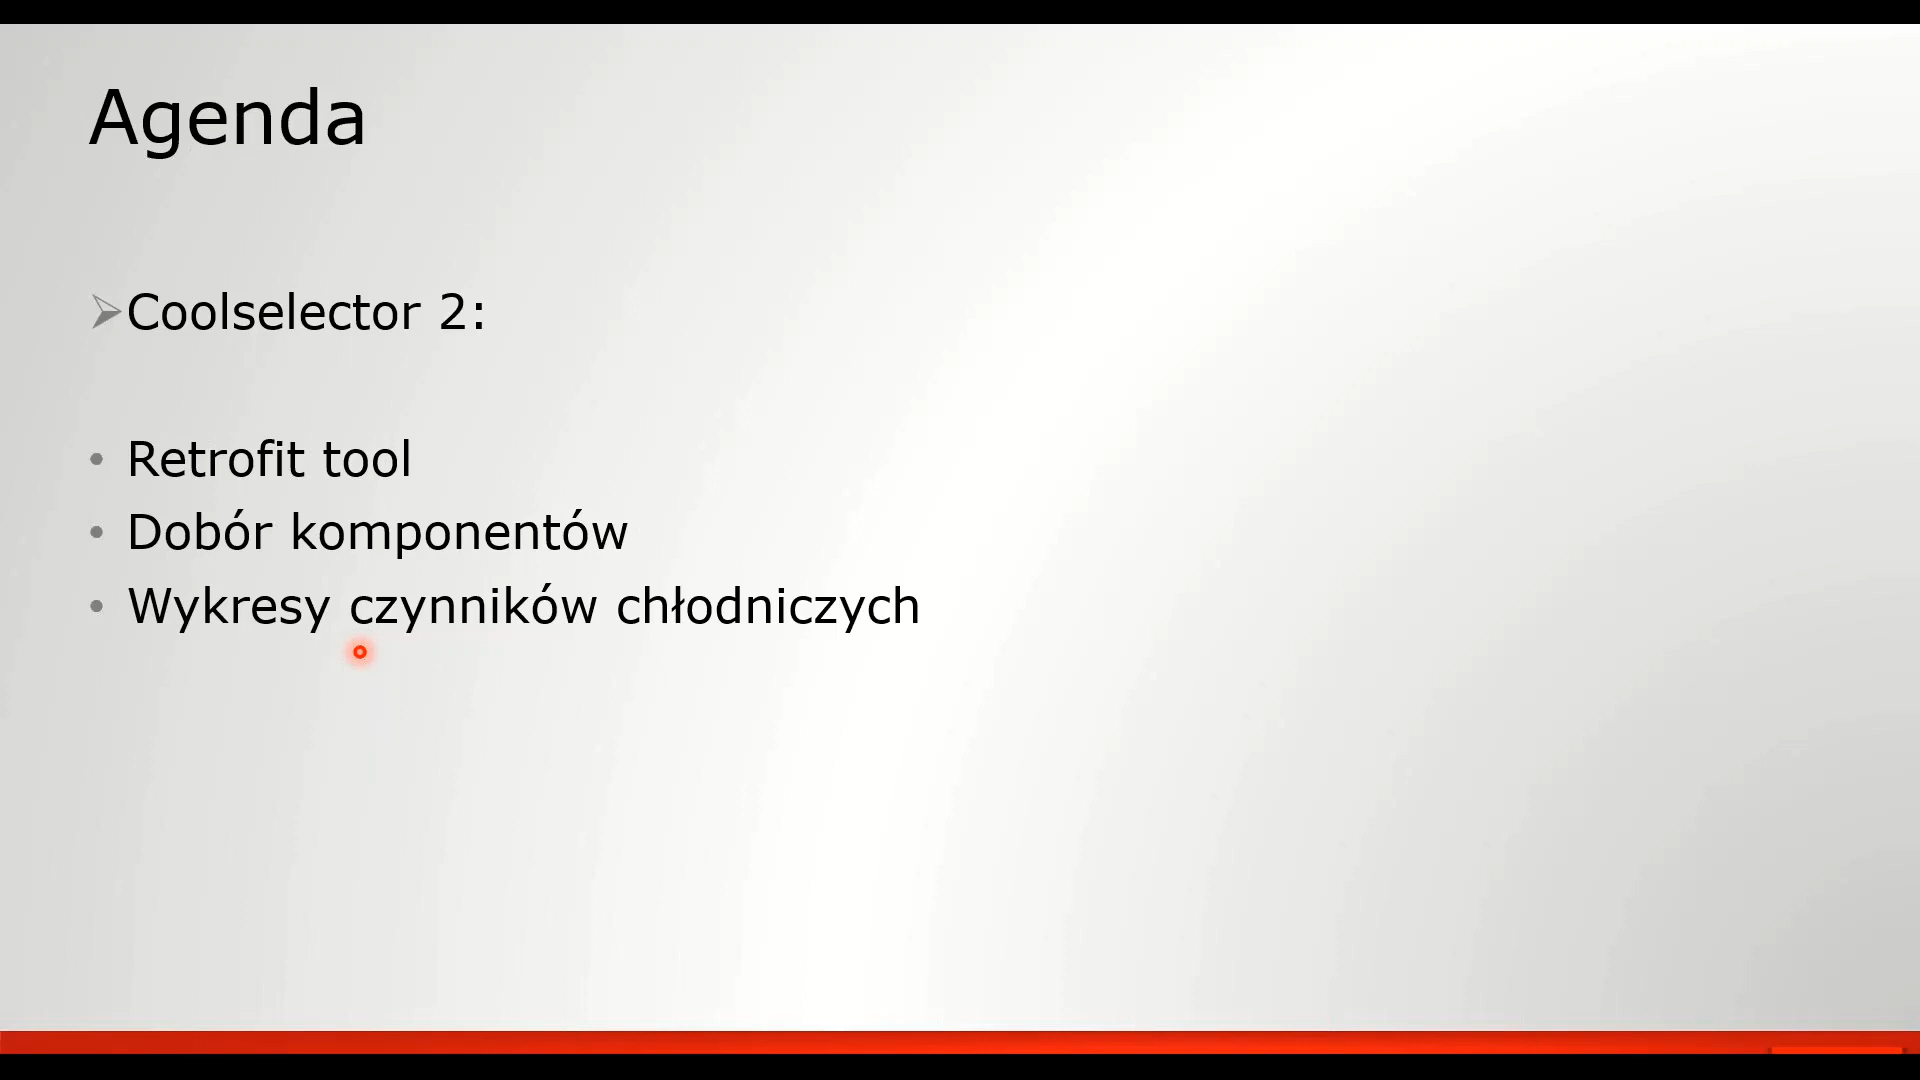 Agenda
Coolselector 2:
Retrofit tool
Dobór komponentów
Wykresy czynników chłodniczych